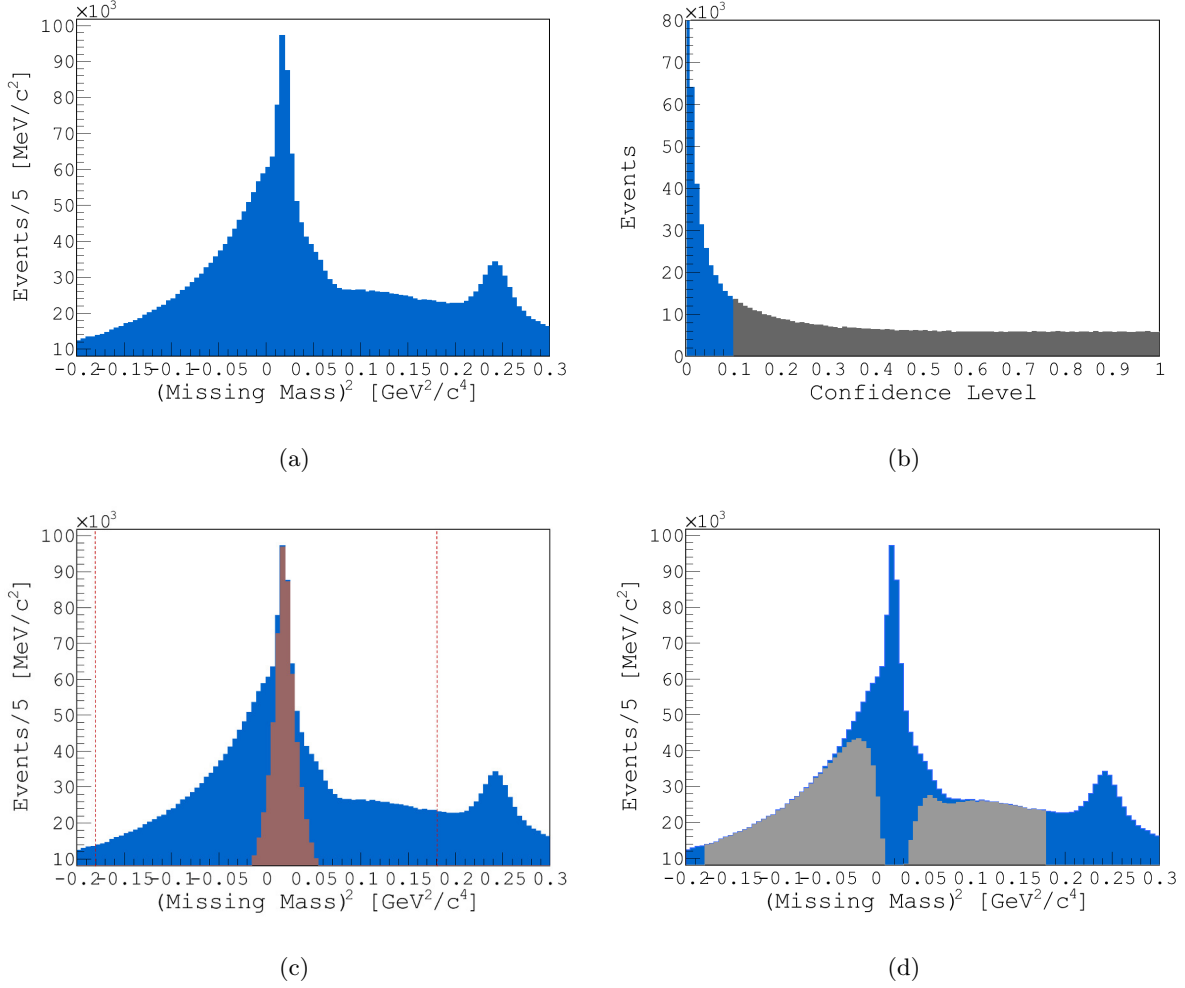 ×10³
100
90
80
70
60
50
40
30
20
10
Events/5 [MeV/c²]
-0.2 -0.15 -0.1 -0.05 0 0.05 0.1 0.15 0.2 0.25 0.3
(Missing Mass)² [GeV²/c⁴]
(a)
×10³
80
70
60
50
40
30
20
10
0
Events
0 0.1 0.2 0.3 0.4 0.5 0.6 0.7 0.8 0.9 1
Confidence Level
(b)
×10³
100
90
80
70
60
50
40
30
20
10
Events/5 [MeV/c²]
-0.2 -0.15 -0.1 -0.05 0 0.05 0.1 0.15 0.2 0.25 0.3
(Missing Mass)² [GeV²/c⁴]
(c)
×10³
100
90
80
70
60
50
40
30
20
10
Events/5 [MeV/c²]
-0.2 -0.15 -0.1 -0.05 0 0.05 0.1 0.15 0.2 0.25 0.3
(Missing Mass)² [GeV²/c⁴]
(d)